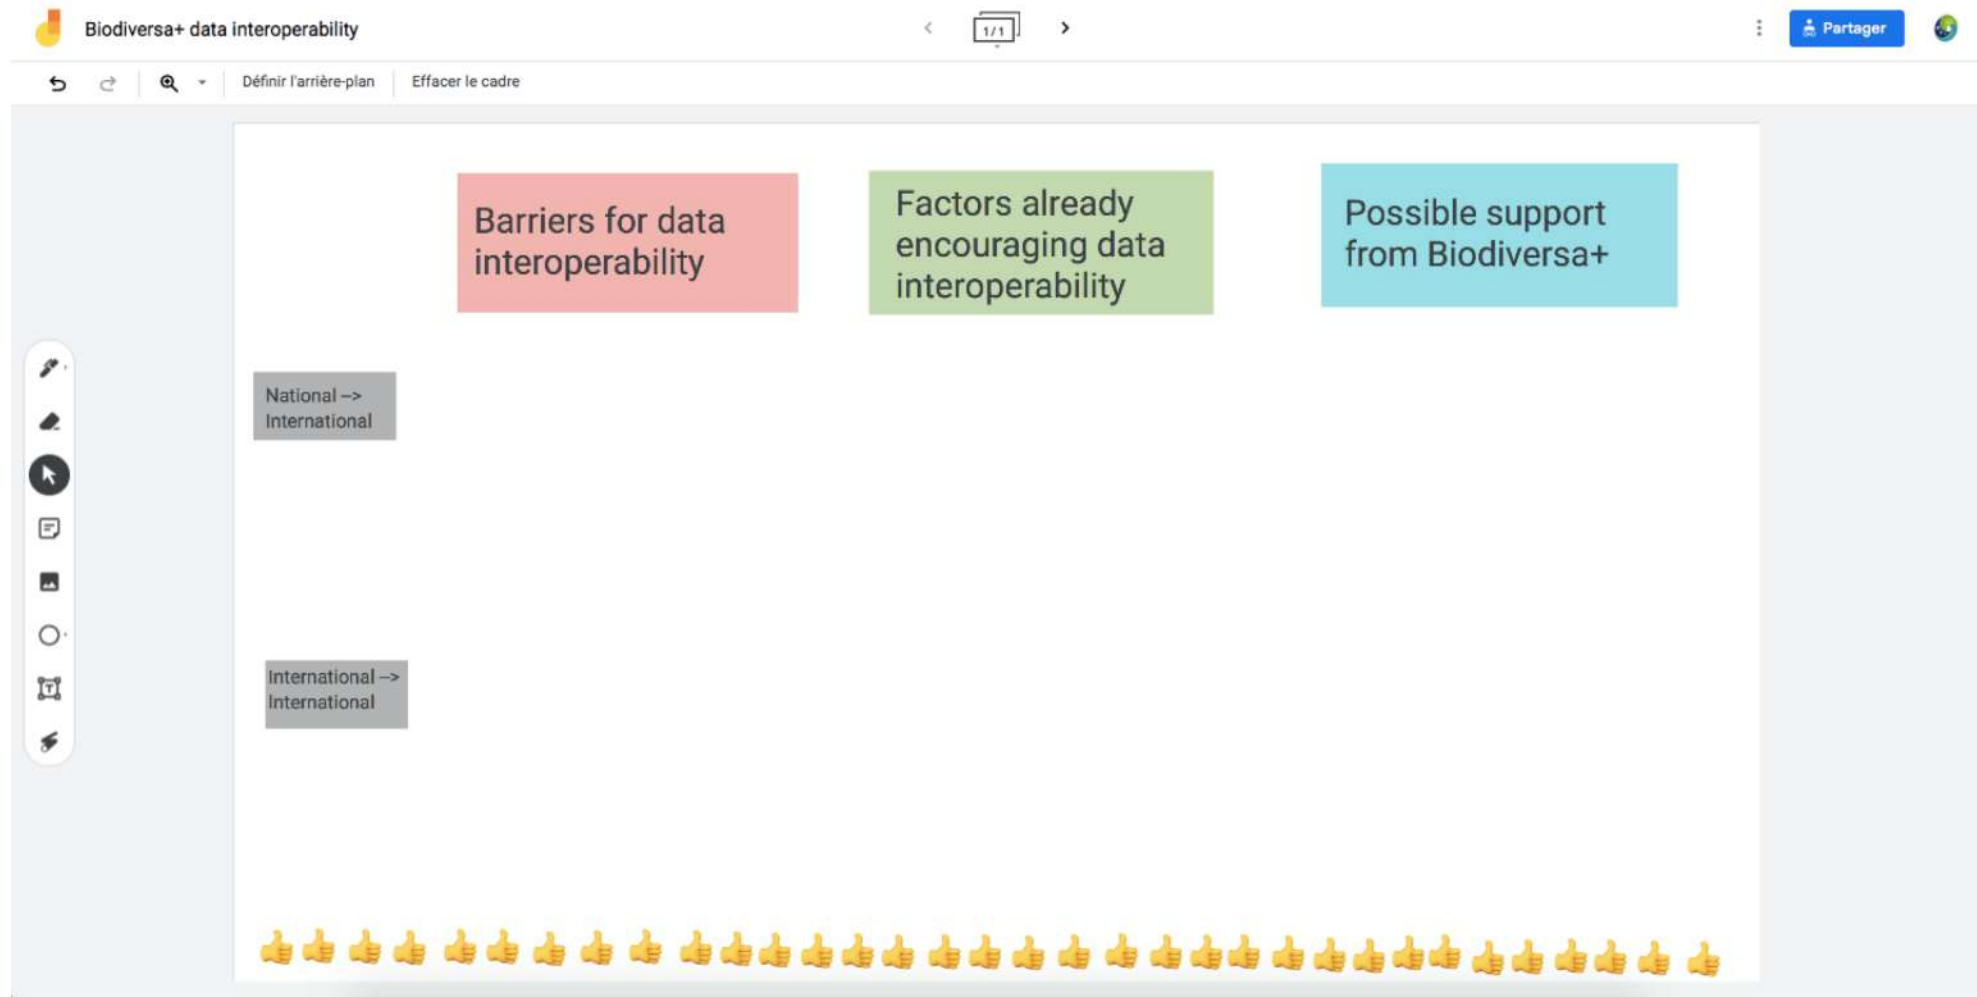 Biodiversa+ data interoperability
1/1
Partager
Définir l'arrière-plan
Effacer le cadre
Barriers for data
interoperability
Factors already
encouraging data
interoperability
Possible support
from Biodiversa+
National –>
International
International –>
International